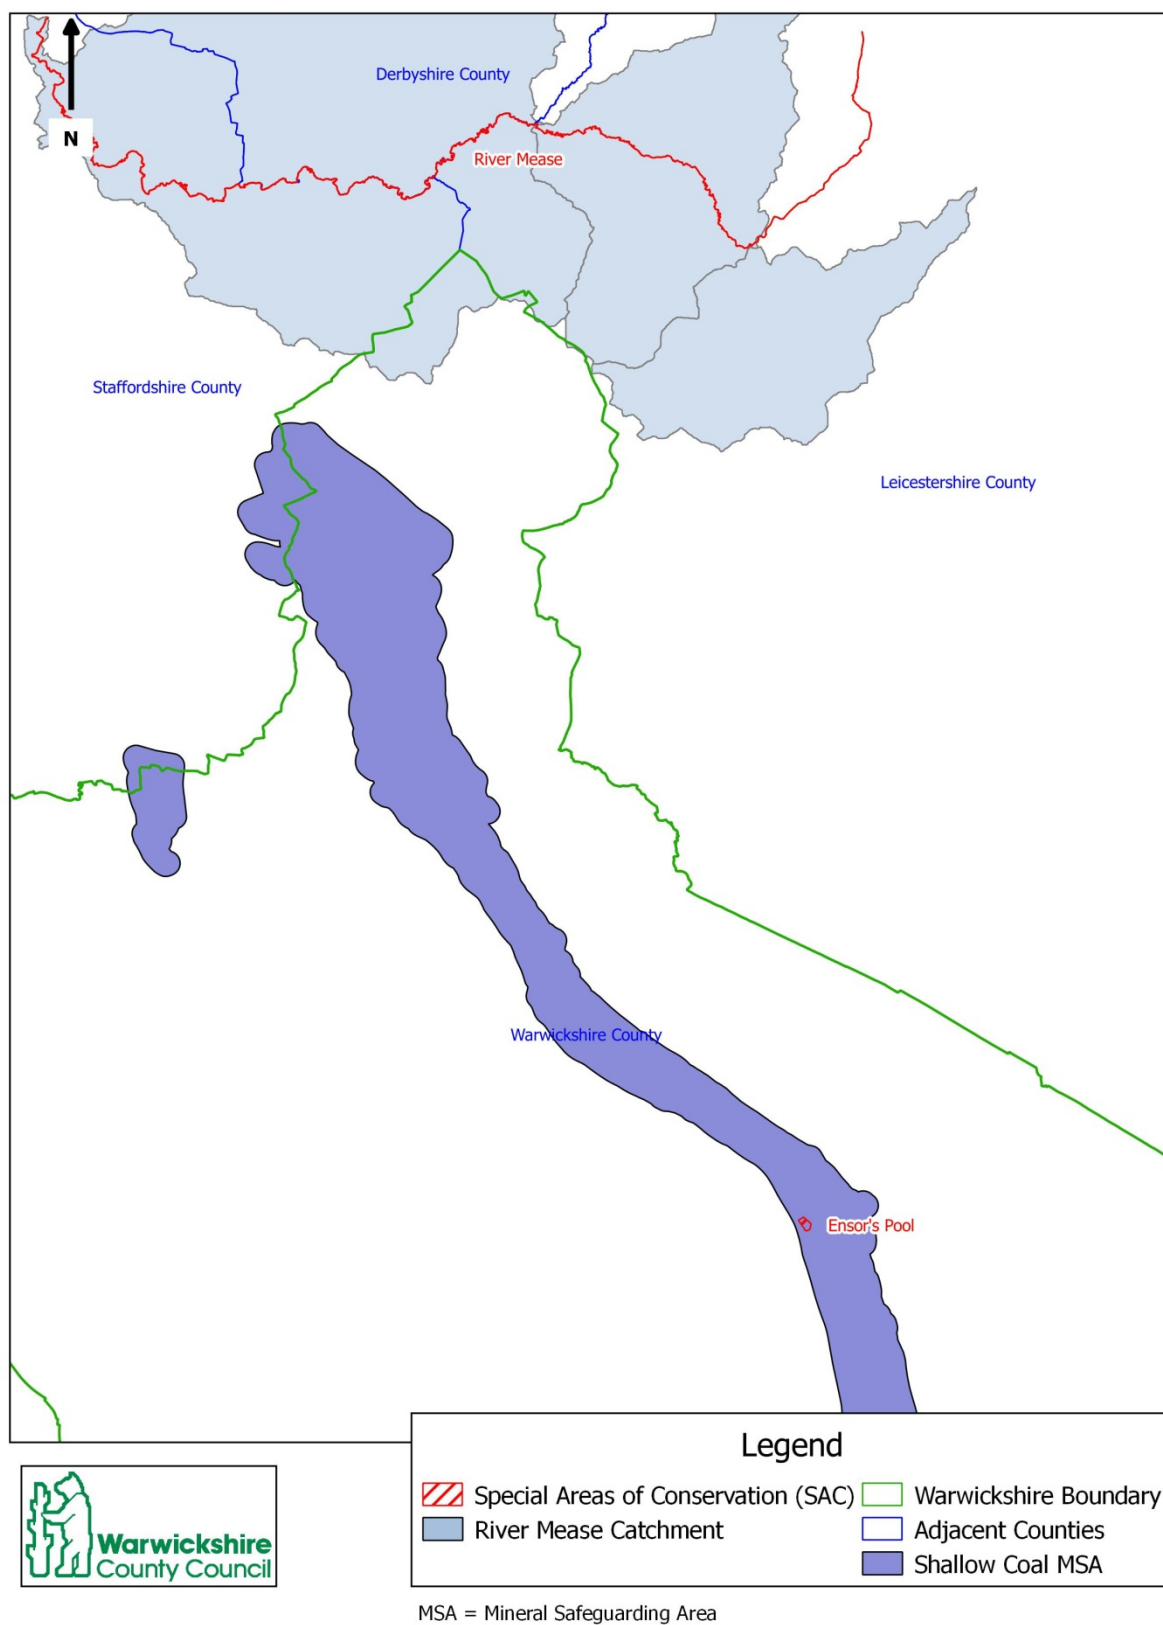 Derbyshire County
N
River Mease
Staffordshire County
Leicestershire County
Warwickshire County
Ensor's Pool
Legend
Special Areas of Conservation (SAC)
River Mease Catchment
Warwickshire Boundary
Adjacent Counties
Shallow Coal MSA
Warwickshire
County Council
MSA = Mineral Safeguarding Area